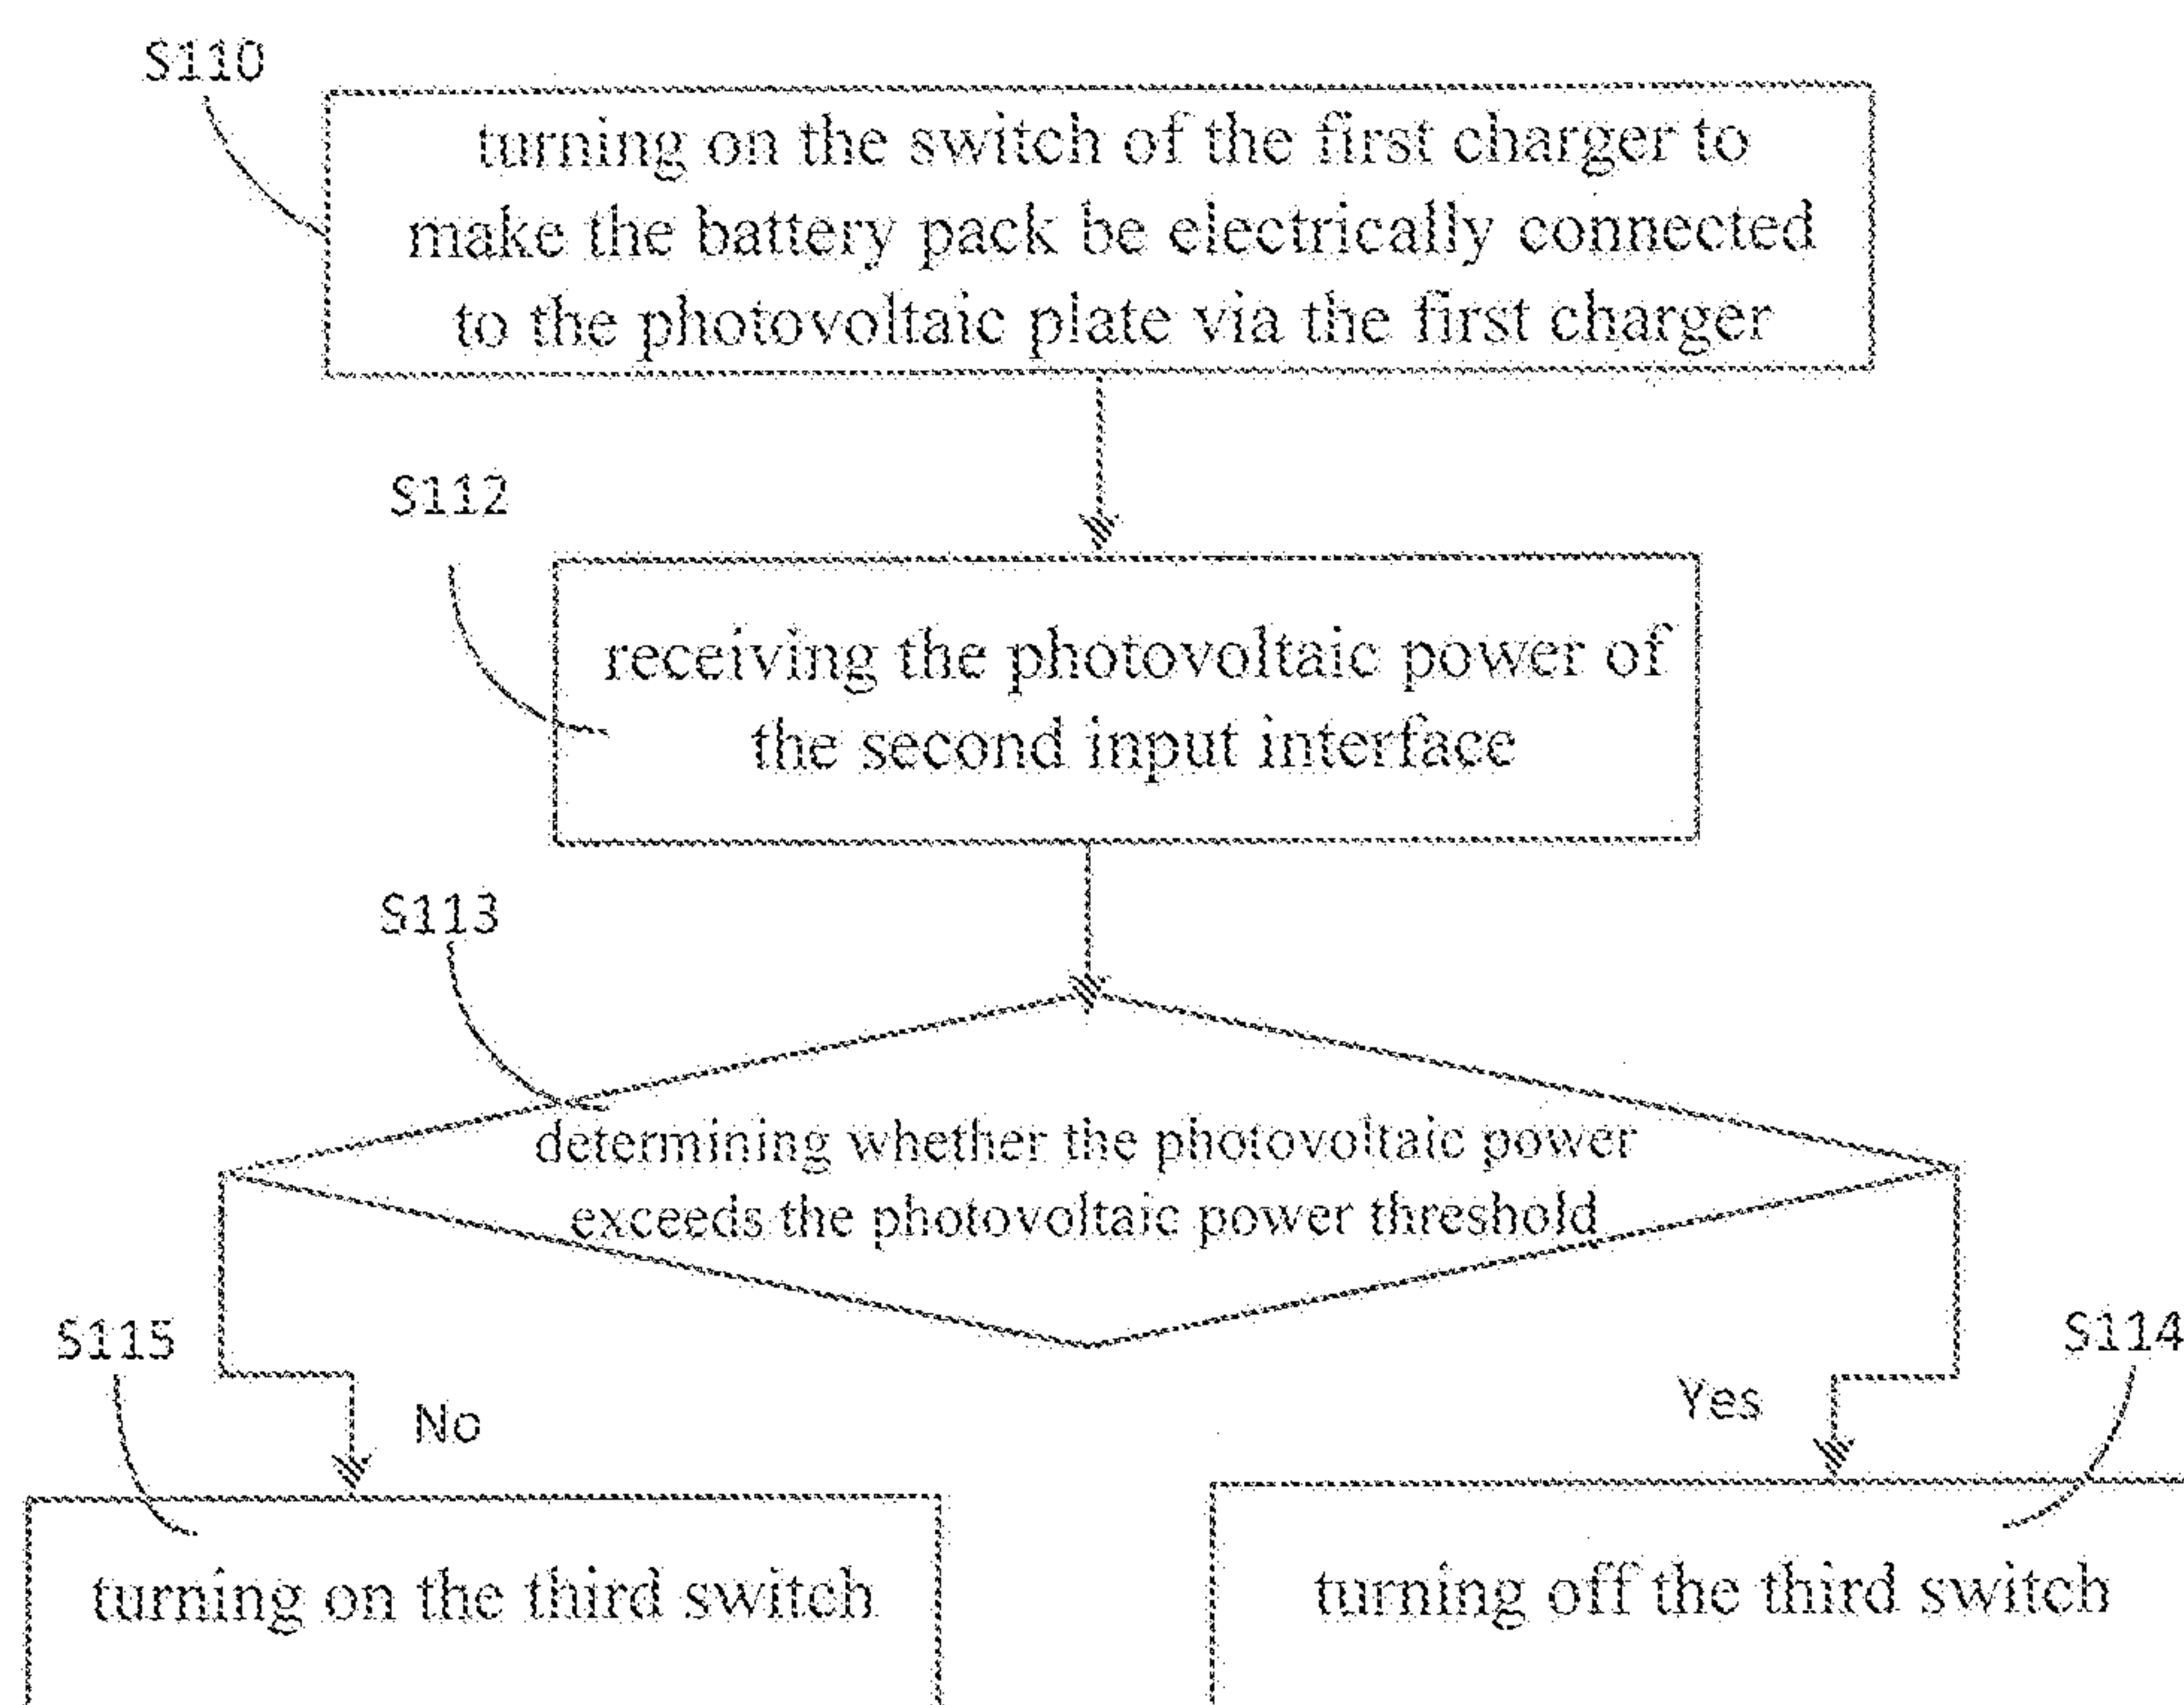 S110
turning on the switch of the first charger to
make the battery pack be electrically connected
to the photovoltaic plate via the first charger
S112
receiving the photovoltaic power of
the second input interface
S113
determining whether the photovoltaic power
exceeds the photovoltaic power threshold
S115
No
Yes
S114
turning on the third switch
turning off the third switch